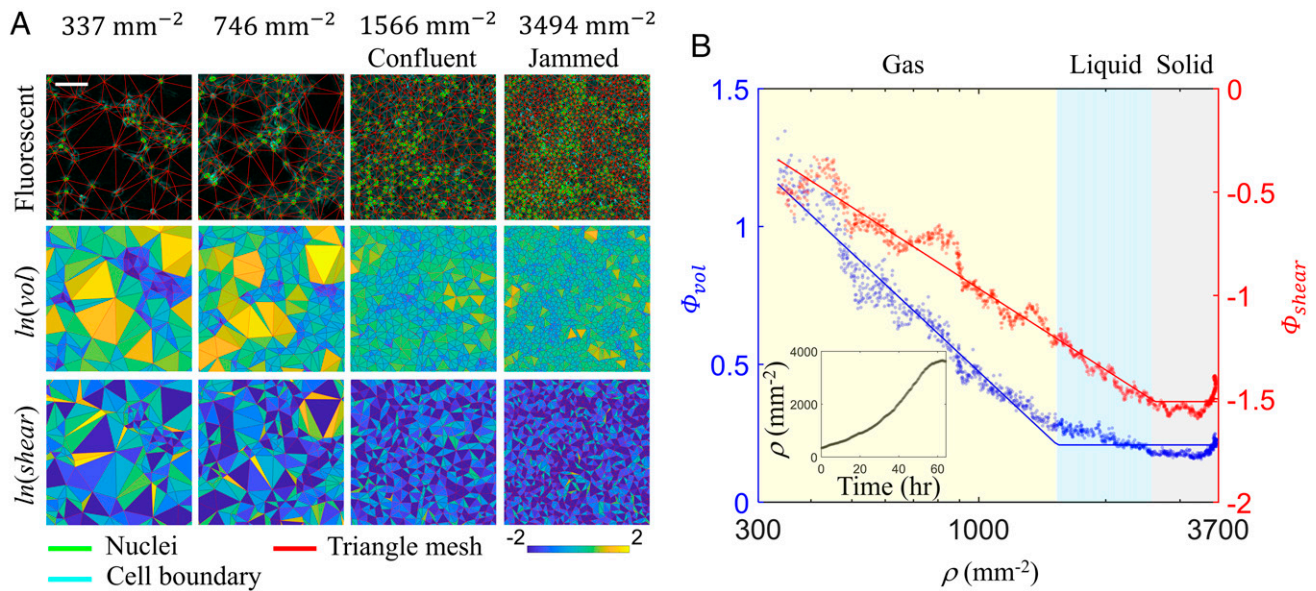 A
337 mm⁻² 746 mm⁻² 1566 mm⁻² 3494 mm⁻²
Confluent Jammed
Fluorescent
ln(vol)
ln(shear)
-2 2
Nuclei Triangle mesh
Cell boundary
B
Gas Liquid Solid
1.5
1
0.5
0
Φvol
0
-0.5
-1
-1.5
-2
Φshear
4000
2000
0
ρ (mm⁻²)
0 20 40 60
Time (hr)
300 1000 3700
ρ (mm⁻²)